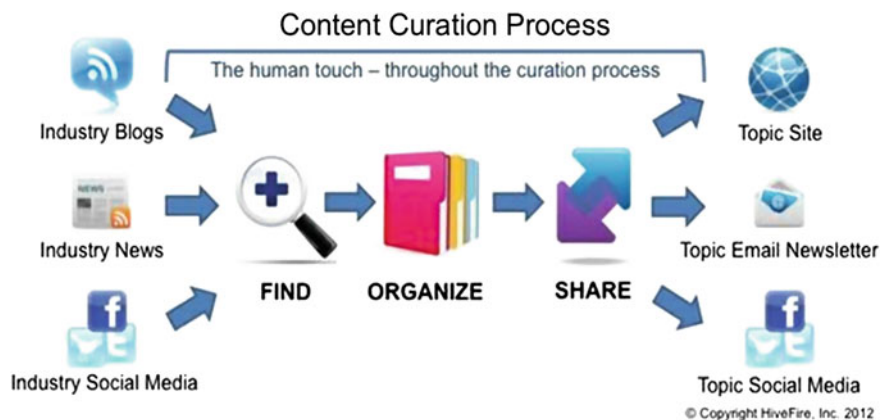 Content Curation Process
The human touch – throughout the curation process
Industry Blogs
Topic Site
NEWS
Industry News
Topic Email Newsletter
FIND
ORGANIZE
SHARE
Industry Social Media
Topic Social Media
© Copyright HiveFire, Inc. 2012